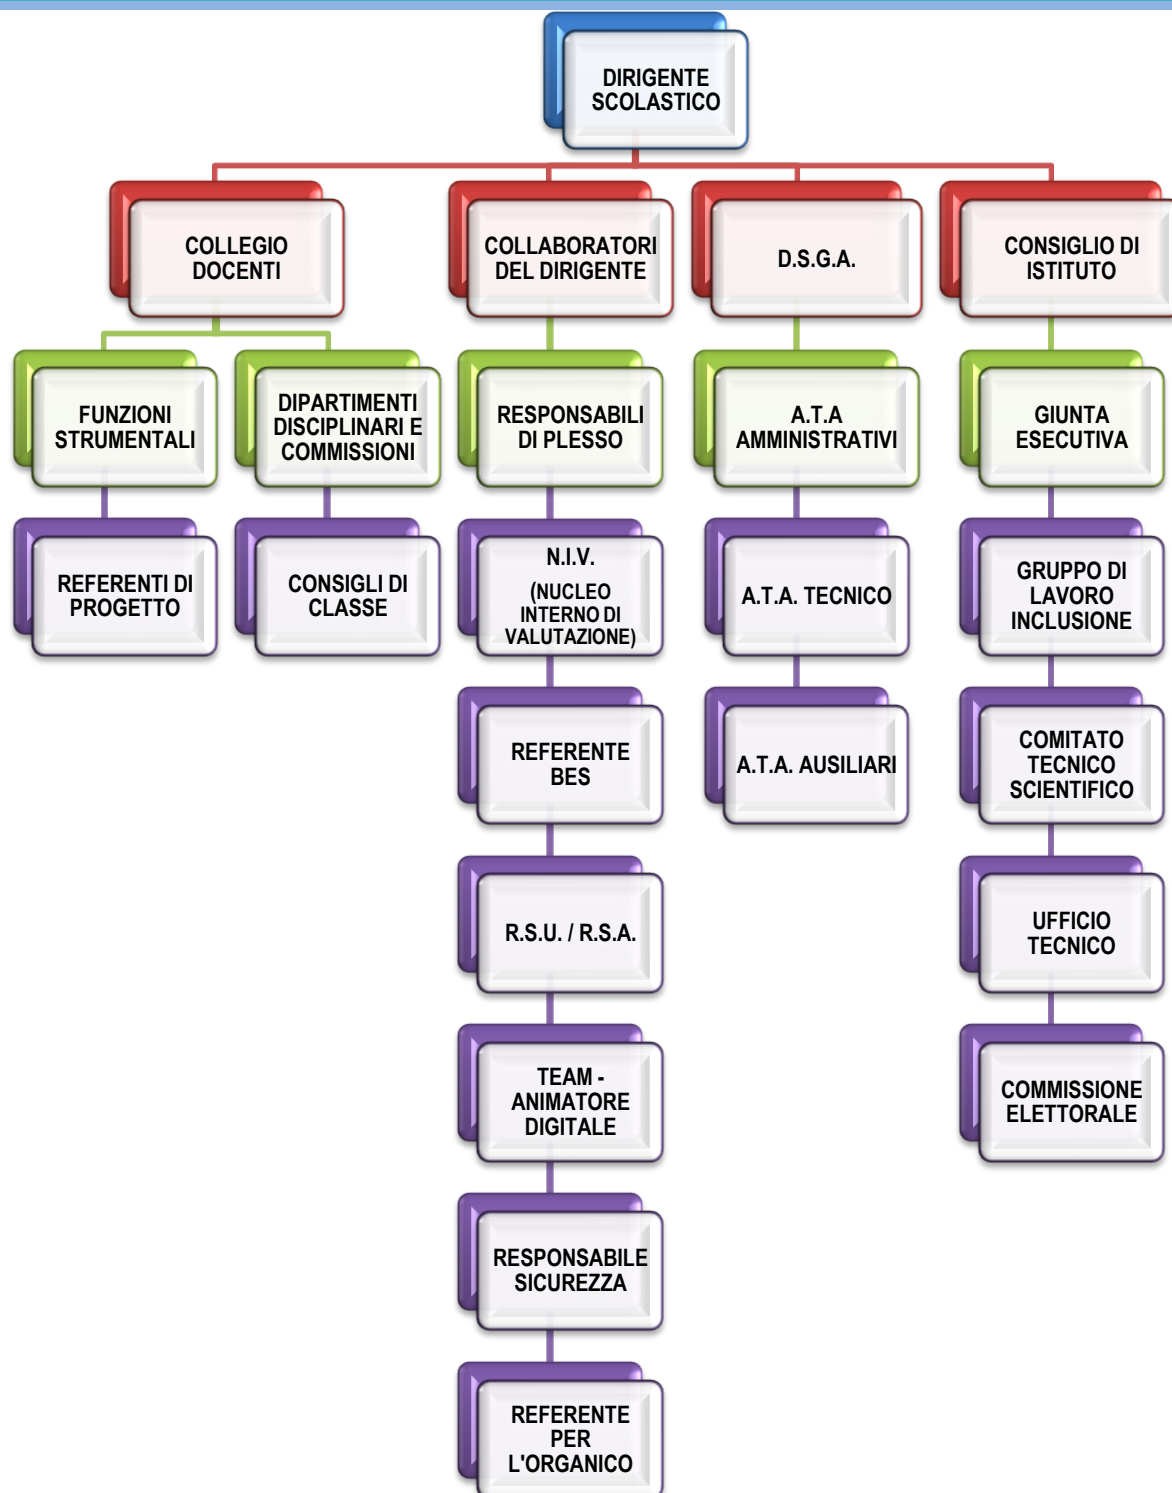 DIRIGENTE
SCOLASTICO
COLLEGIO
DOCENTI
COLLABORATORI
DEL DIRIGENTE
D.S.G.A.
CONSIGLIO DI
ISTITUTO
FUNZIONI
STRUMENTALI
DIPARTIMENTI
DISCIPLINARI E
COMMISSIONI
RESPONSABILI
DI PLESSO
A.T.A
AMMINISTRATIVI
GIUNTA
ESECUTIVA
REFERENTI DI
PROGETTO
CONSIGLI DI
CLASSE
N.I.V.
(NUCLEO
INTERNO DI
VALUTAZIONE)
A.T.A. TECNICO
GRUPPO DI
LAVORO
INCLUSIONE
REFERENTE
BES
A.T.A. AUSILIARI
COMITATO
TECNICO
SCIENTIFICO
R.S.U. / R.S.A.
UFFICIO
TECNICO
TEAM -
ANIMATORE
DIGITALE
COMMISSIONE
ELETTORALE
RESPONSABILE
SICUREZZA
REFERENTE
PER
L'ORGANICO